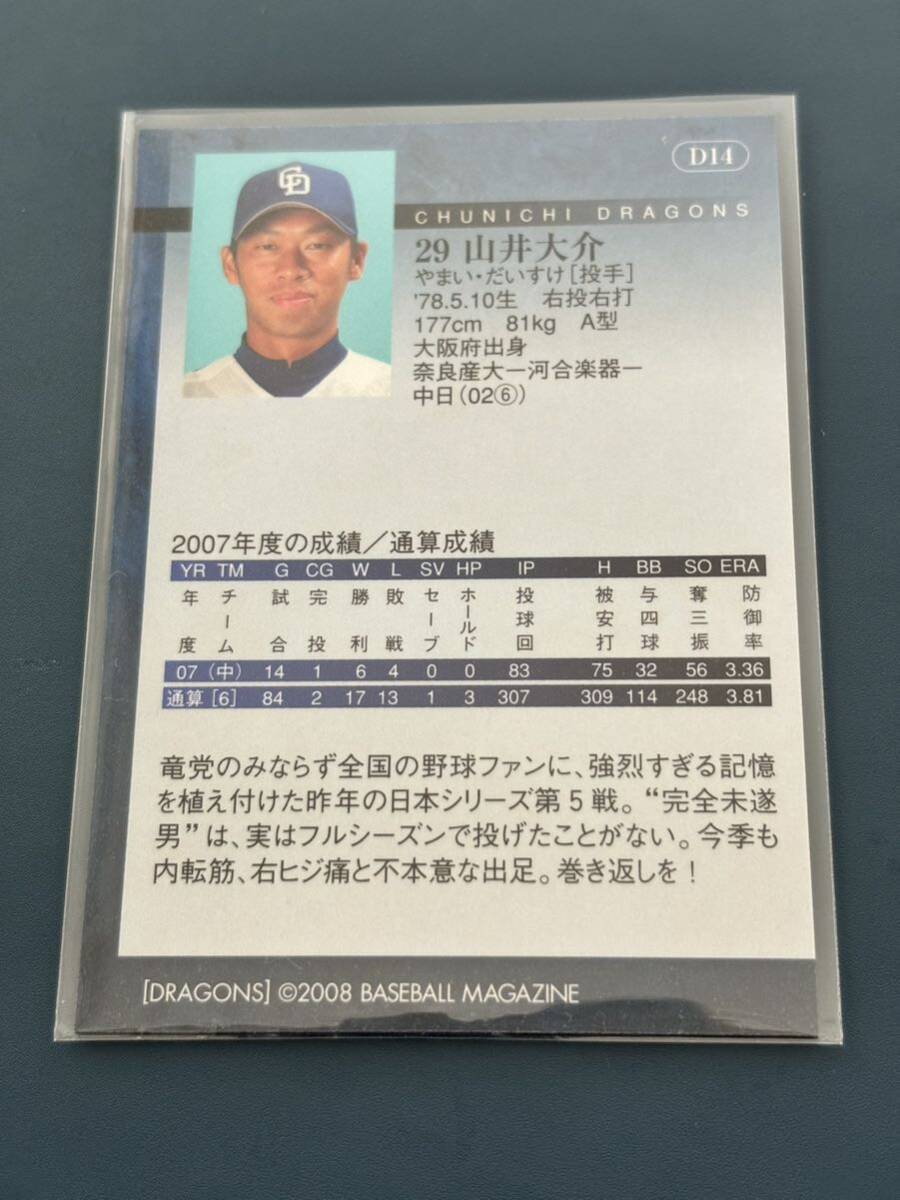 D14
CD
CHUNICHI DRAGONS
29 山井大介
やまい・だいすけ[投手]
'78.5.10生 右投右打
177cm 81kg A型
大阪府出身
奈良産大ー河合楽器ー
中日(02⑥)
2007年度の成績／通算成績
YR TM G CG W L SV HP IP H BB SO ERA
年度 チーム 試合 完投 勝利 敗戦 セーブ ホールド 投球回 被安打 与四球 奪三振 防御率
07 (中) 14 1 6 4 0 0 83 75 32 56 3.36
通算[6] 84 2 17 13 1 3 307 309 114 248 3.81
竜党のみならず全国の野球ファンに、強烈すぎる記憶
を植え付けた昨年の日本シリーズ第5戦。“完全未遂
男”は、実はフルシーズンで投げたことがない。今季も
内転筋、右ヒジ痛と不本意な出足。巻き返しを！
[DRAGONS] ©2008 BASEBALL MAGAZINE